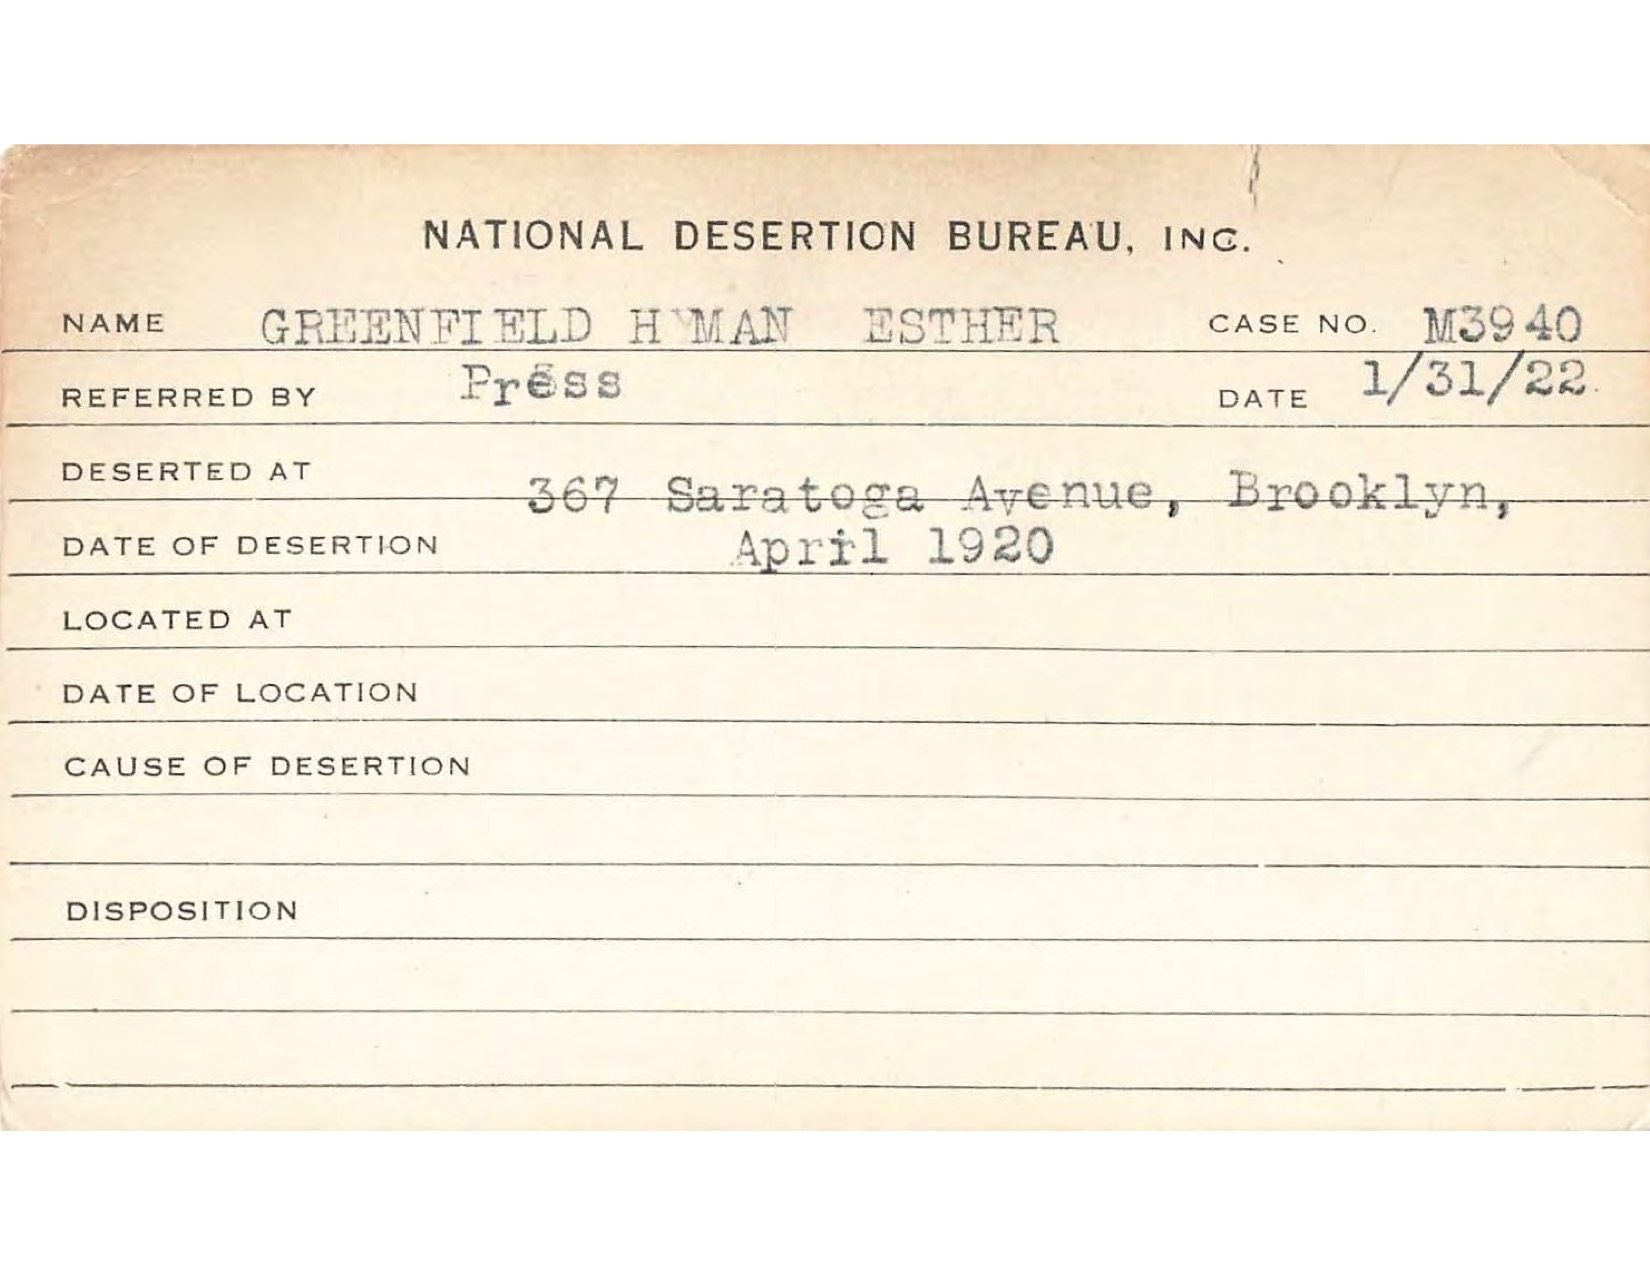 NATIONAL DESERTION BUREAU, INC.
NAME GREENFIELD HYMAN ESTHER CASE NO. M3940
REFERRED BY Press DATE 1/31/22.
DESERTED AT 367 Saratoga Avenue, Brooklyn,
DATE OF DESERTION April 1920
LOCATED AT
DATE OF LOCATION
CAUSE OF DESERTION
DISPOSITION